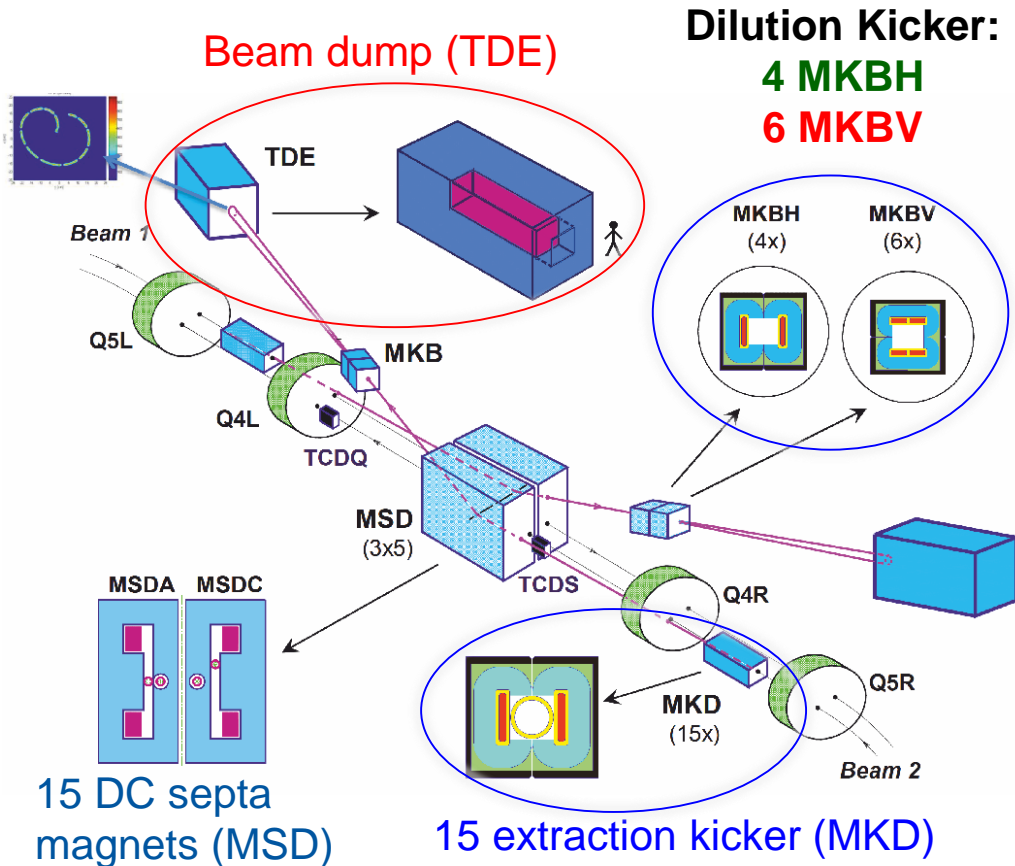 Dilution Kicker:
4 MKBH
6 MKBV
Beam dump (TDE)
TDE
MKBH
(4x)
MKBV
(6x)
Beam 1
Q5L
MKB
Q4L
TCDQ
MSD
(3x5)
TCDS
Q4R
MSDA
MSDC
Q5R
MKD
(15x)
Beam 2
15 DC septa
magnets (MSD)
15 extraction kicker (MKD)